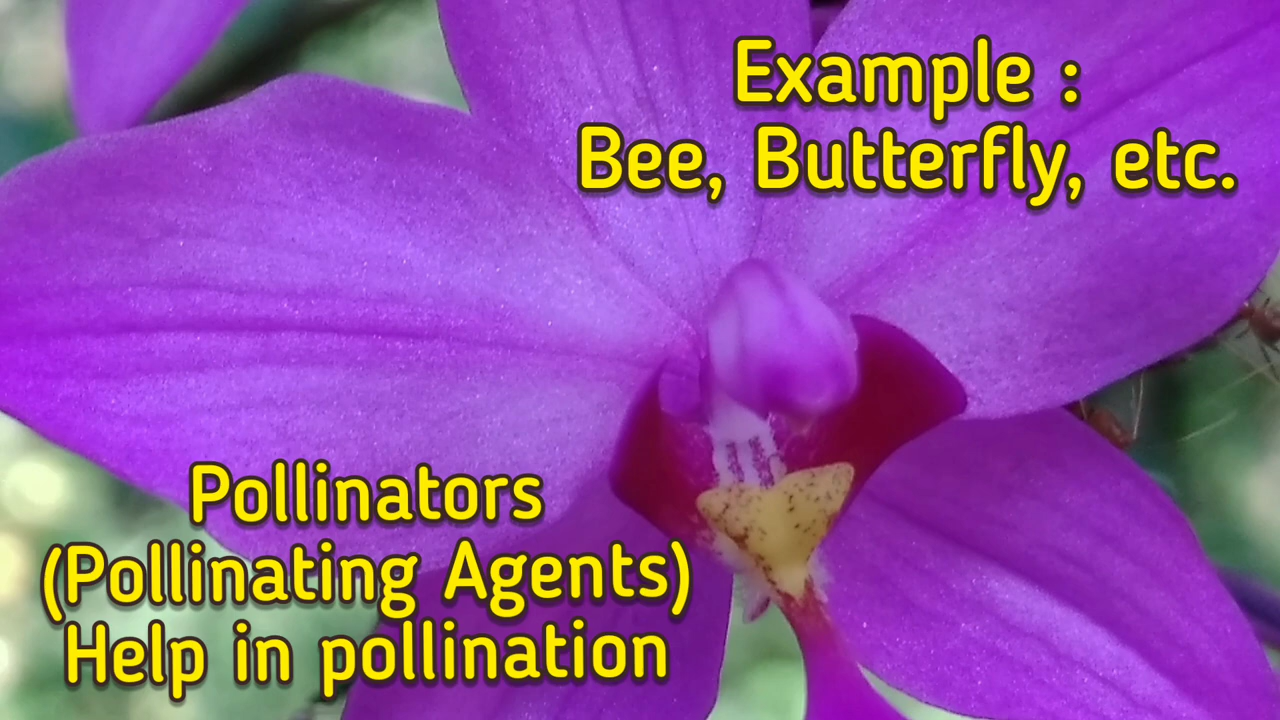 Example :
Bee, Butterfly, etc.
Pollinators
(Pollinating Agents)
Help in pollination